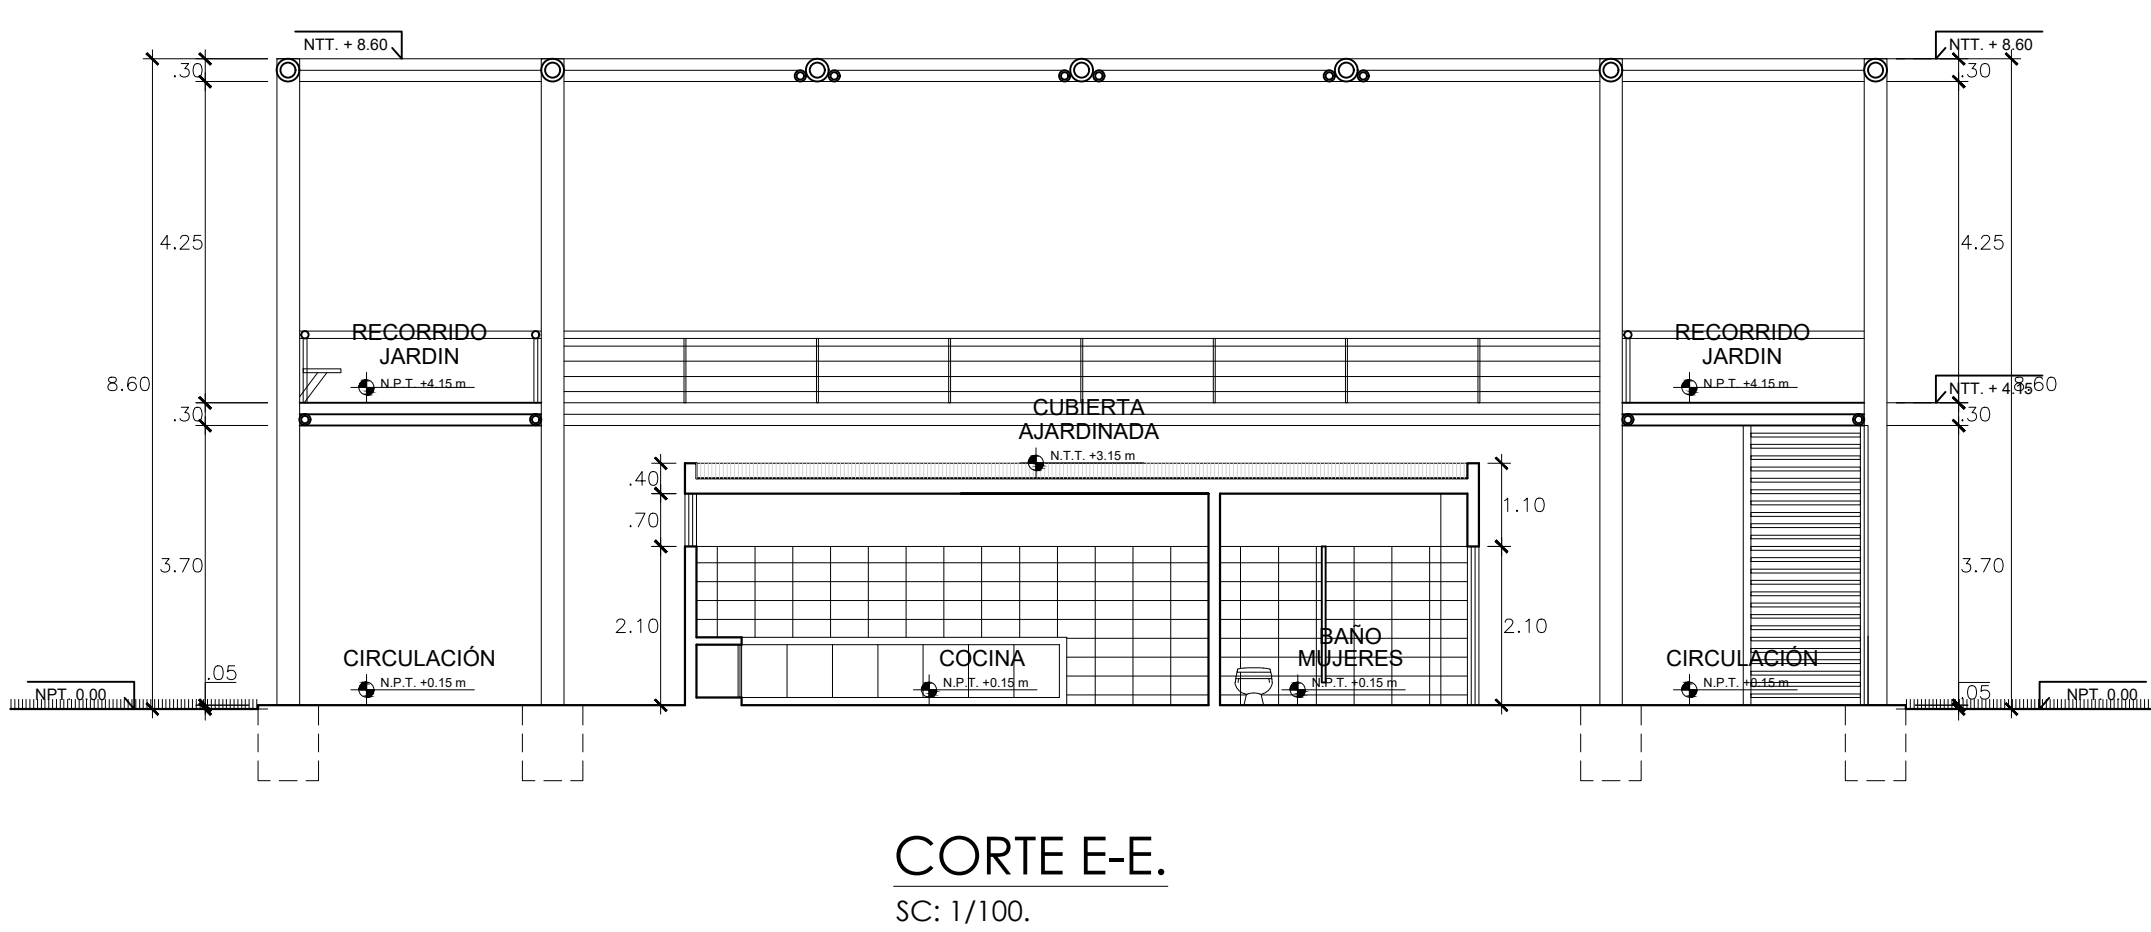 NTT. + 8.60
NTT. + 8.60
.30
.30
4.25
4.25
RECORRIDO
JARDIN
N.P.T. +4.15 m
RECORRIDO
JARDIN
N.P.T. +4.15 m
8.60
NTT. + 4.15
8.60
.30
.30
CUBIERTA
AJARDINADA
N.T.T. +3.15 m
.40
.70
1.10
3.70
3.70
2.10
2.10
CIRCULACIÓN
N.P.T. +0.15 m
COCINA
N.P.T. +0.15 m
BAÑO
MUJERES
N.P.T. +0.15 m
CIRCULACIÓN
N.P.T. +0.15 m
.05
.05
NPT. 0.00
NPT. 0.00
CORTE E-E.
SC: 1/100.